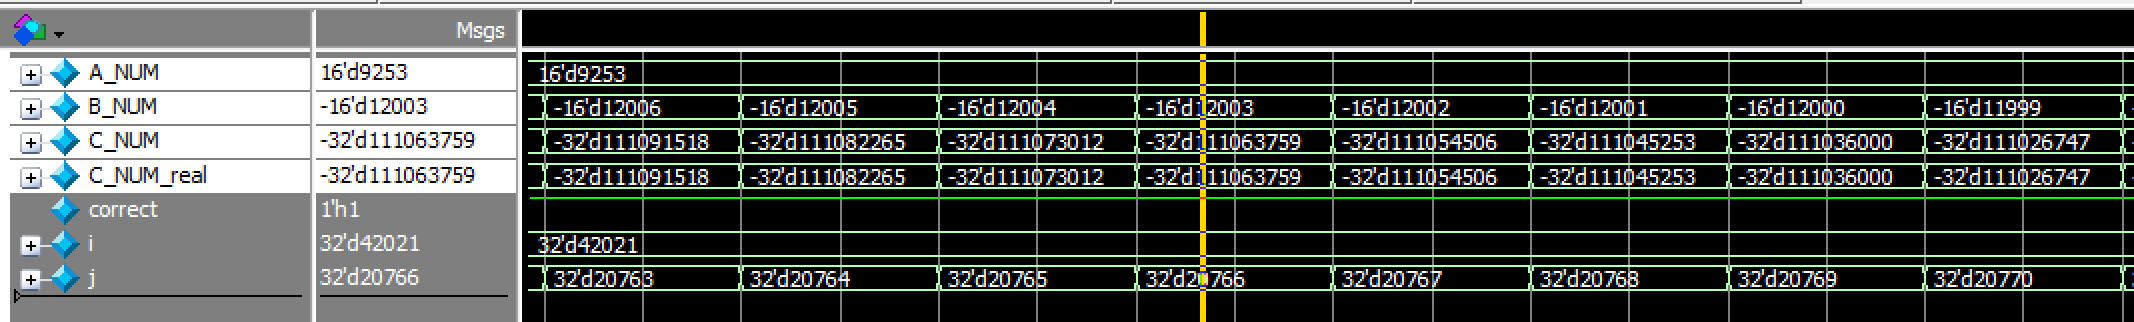 Msgs
A_NUM 16'd9253 16'd9253
B_NUM -16'd12003 -16'd12006 -16'd12005 -16'd12004 -16'd12003 -16'd12002 -16'd12001 -16'd12000 -16'd11999
C_NUM -32'd111063759 -32'd111091518 -32'd111082265 -32'd111073012 -32'd111063759 -32'd111054506 -32'd111045253 -32'd111036000 -32'd111026747
C_NUM_real -32'd111063759 -32'd111091518 -32'd111082265 -32'd111073012 -32'd111063759 -32'd111054506 -32'd111045253 -32'd111036000 -32'd111026747
correct 1'h1
i 32'd42021 32'd42021
j 32'd20766 32'd20763 32'd20764 32'd20765 32'd20766 32'd20767 32'd20768 32'd20769 32'd20770